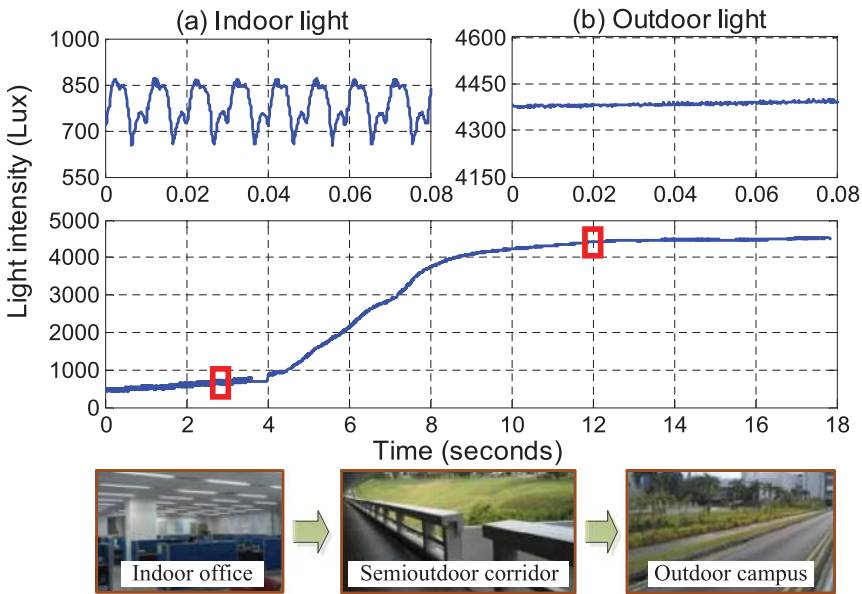 (a) Indoor light
(b) Outdoor light
Light intensity (Lux)
1000
850
700
550
0 0.02 0.04 0.06 0.08
4600
4450
4300
4150
0 0.02 0.04 0.06 0.08
5000
4000
3000
2000
1000
0
0 2 4 6 8 10 12 14 16 18
Time (seconds)
Indoor office
Semioutdoor corridor
Outdoor campus